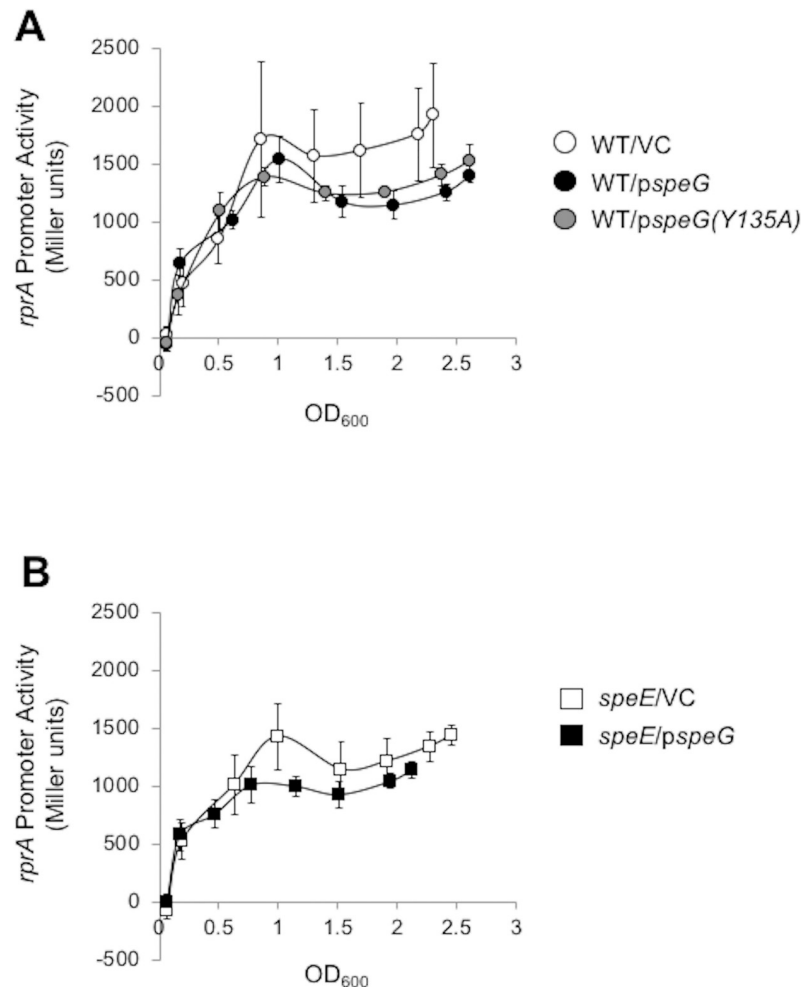 A
2500
2000
1500
1000
500
0
-500
rprA Promoter Activity
(Miller units)
0 0.5 1 1.5 2 2.5 3
OD600
WT/VC
WT/pspeG
WT/pspeG(Y135A)
B
2500
2000
1500
1000
500
0
-500
rprA Promoter Activity
(Miller units)
0 0.5 1 1.5 2 2.5 3
OD600
speE/VC
speE/pspeG